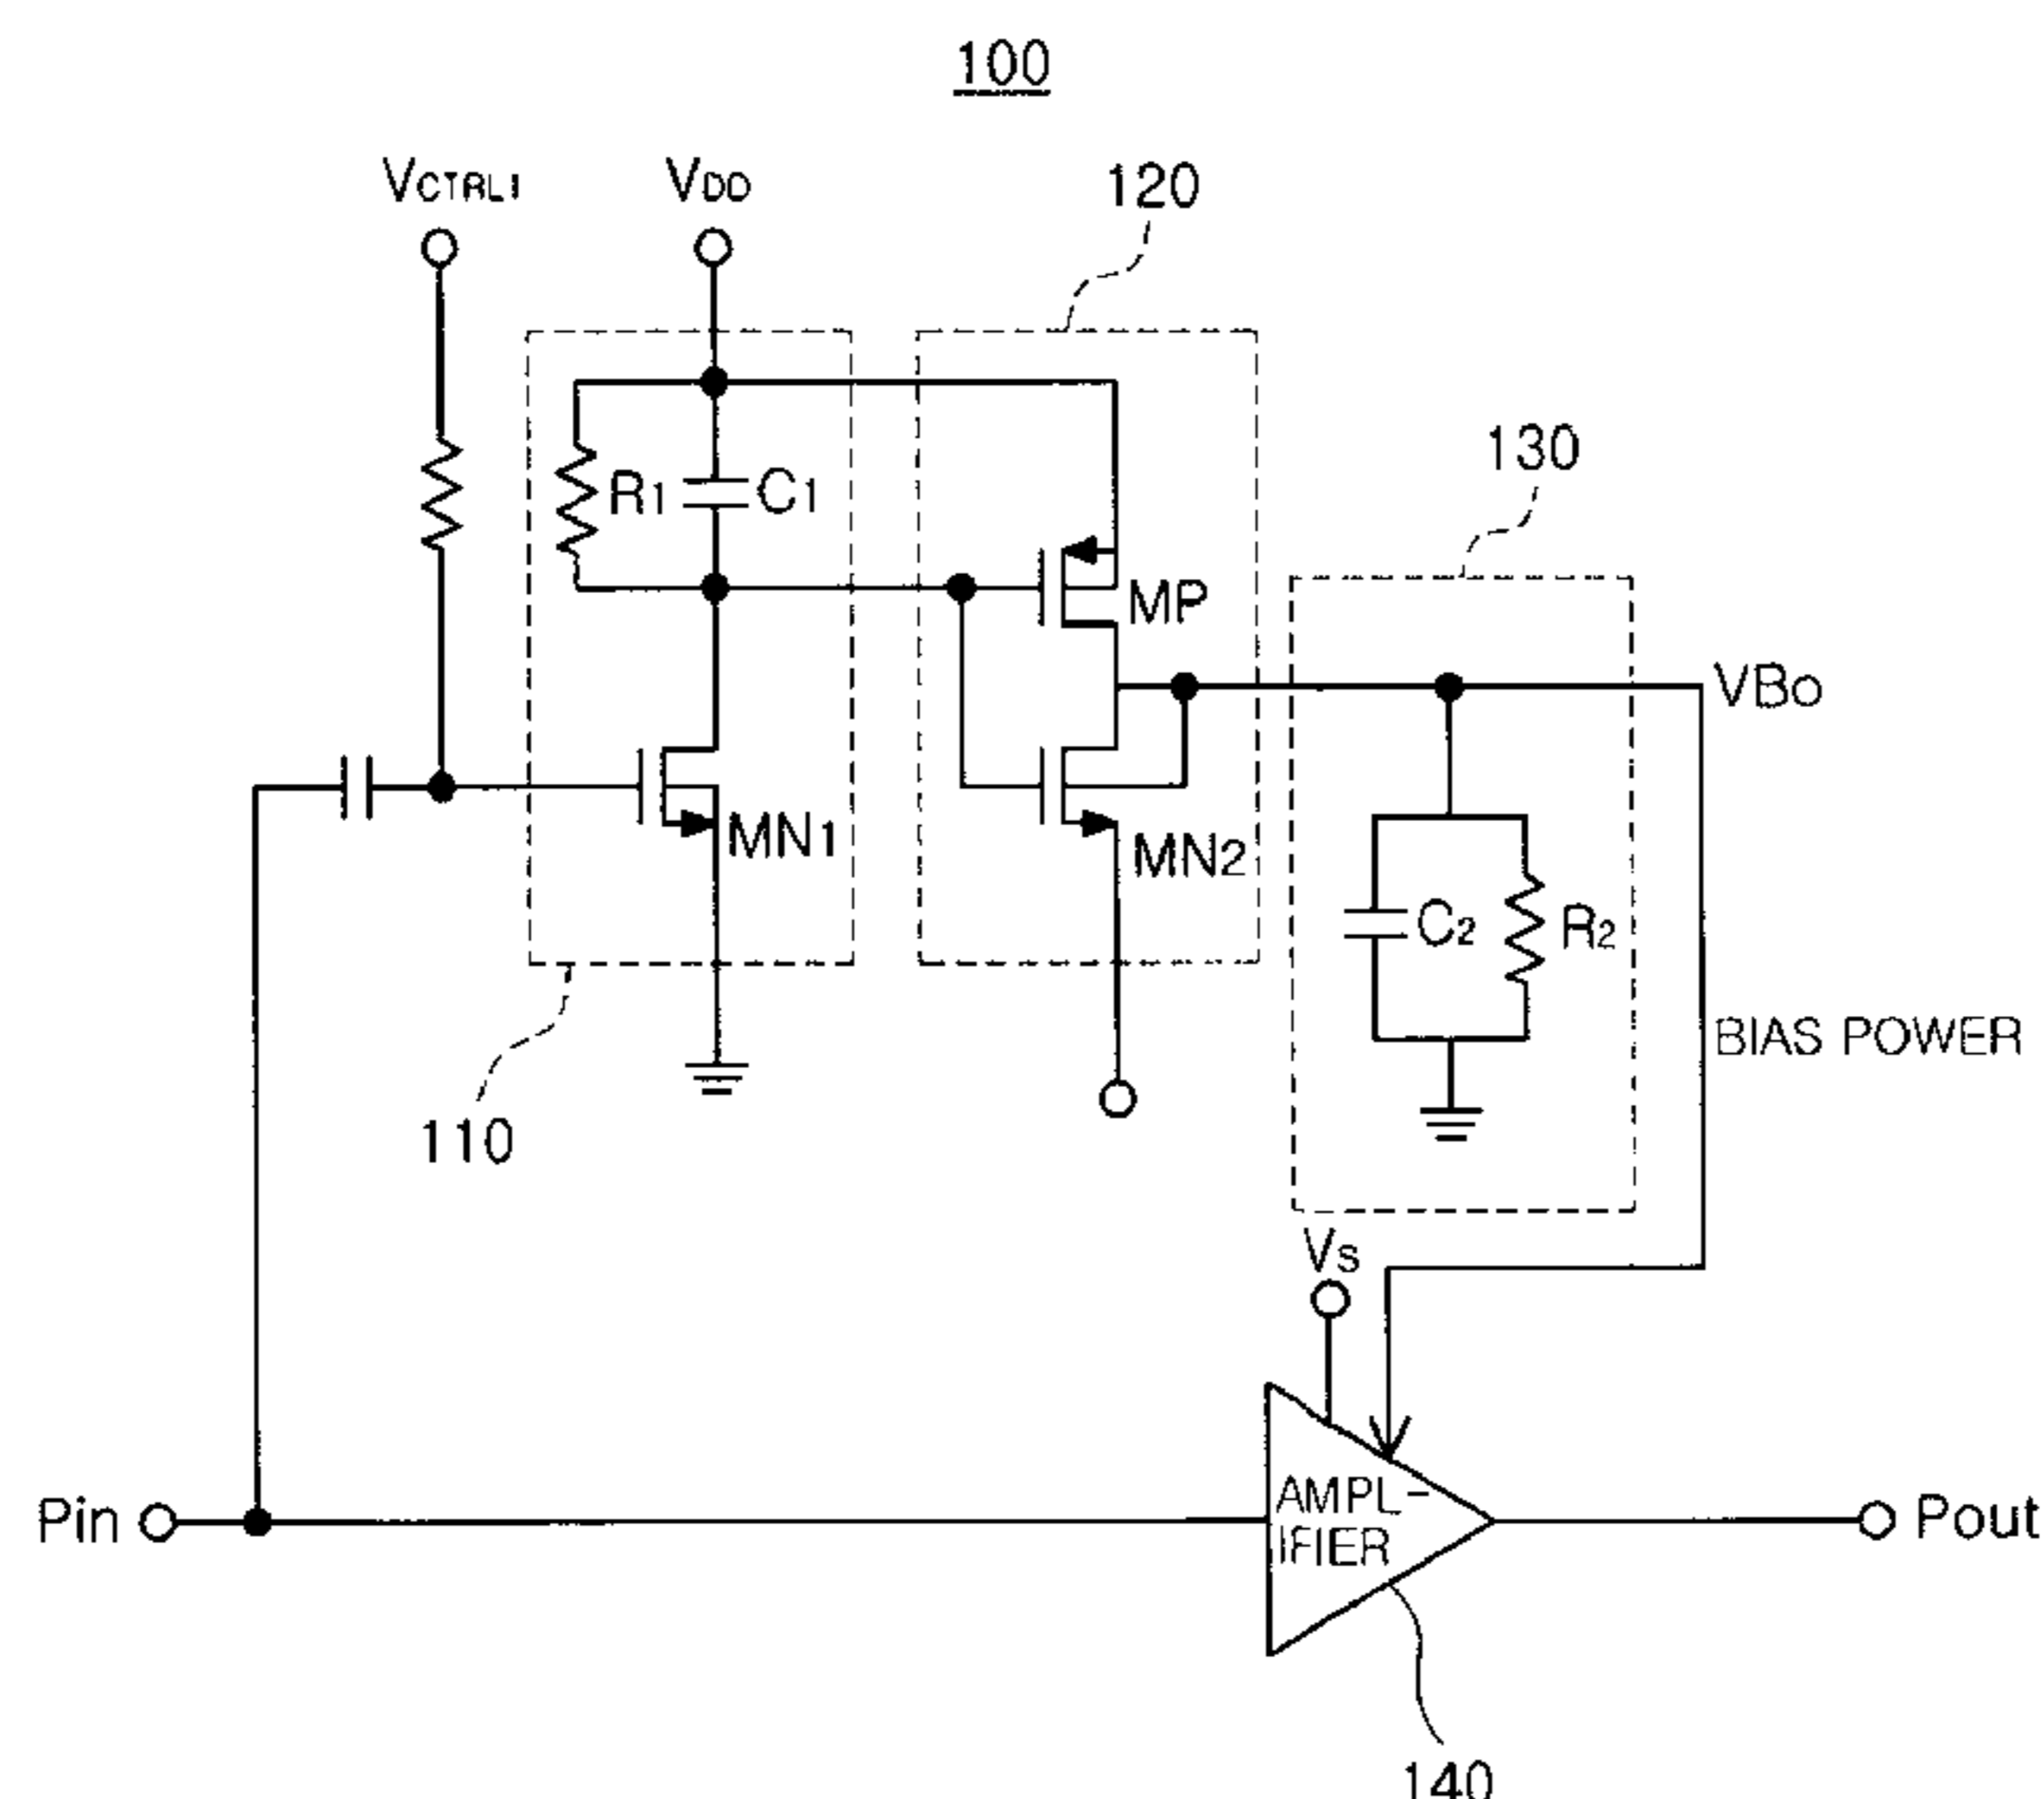 100
VCTRL1
VDD
120
130
R1
C1
MP
VBo
MN1
MN2
C2
R2
BIAS POWER
110
Vs
Pin
AMPL-
IFIER
Pout
140